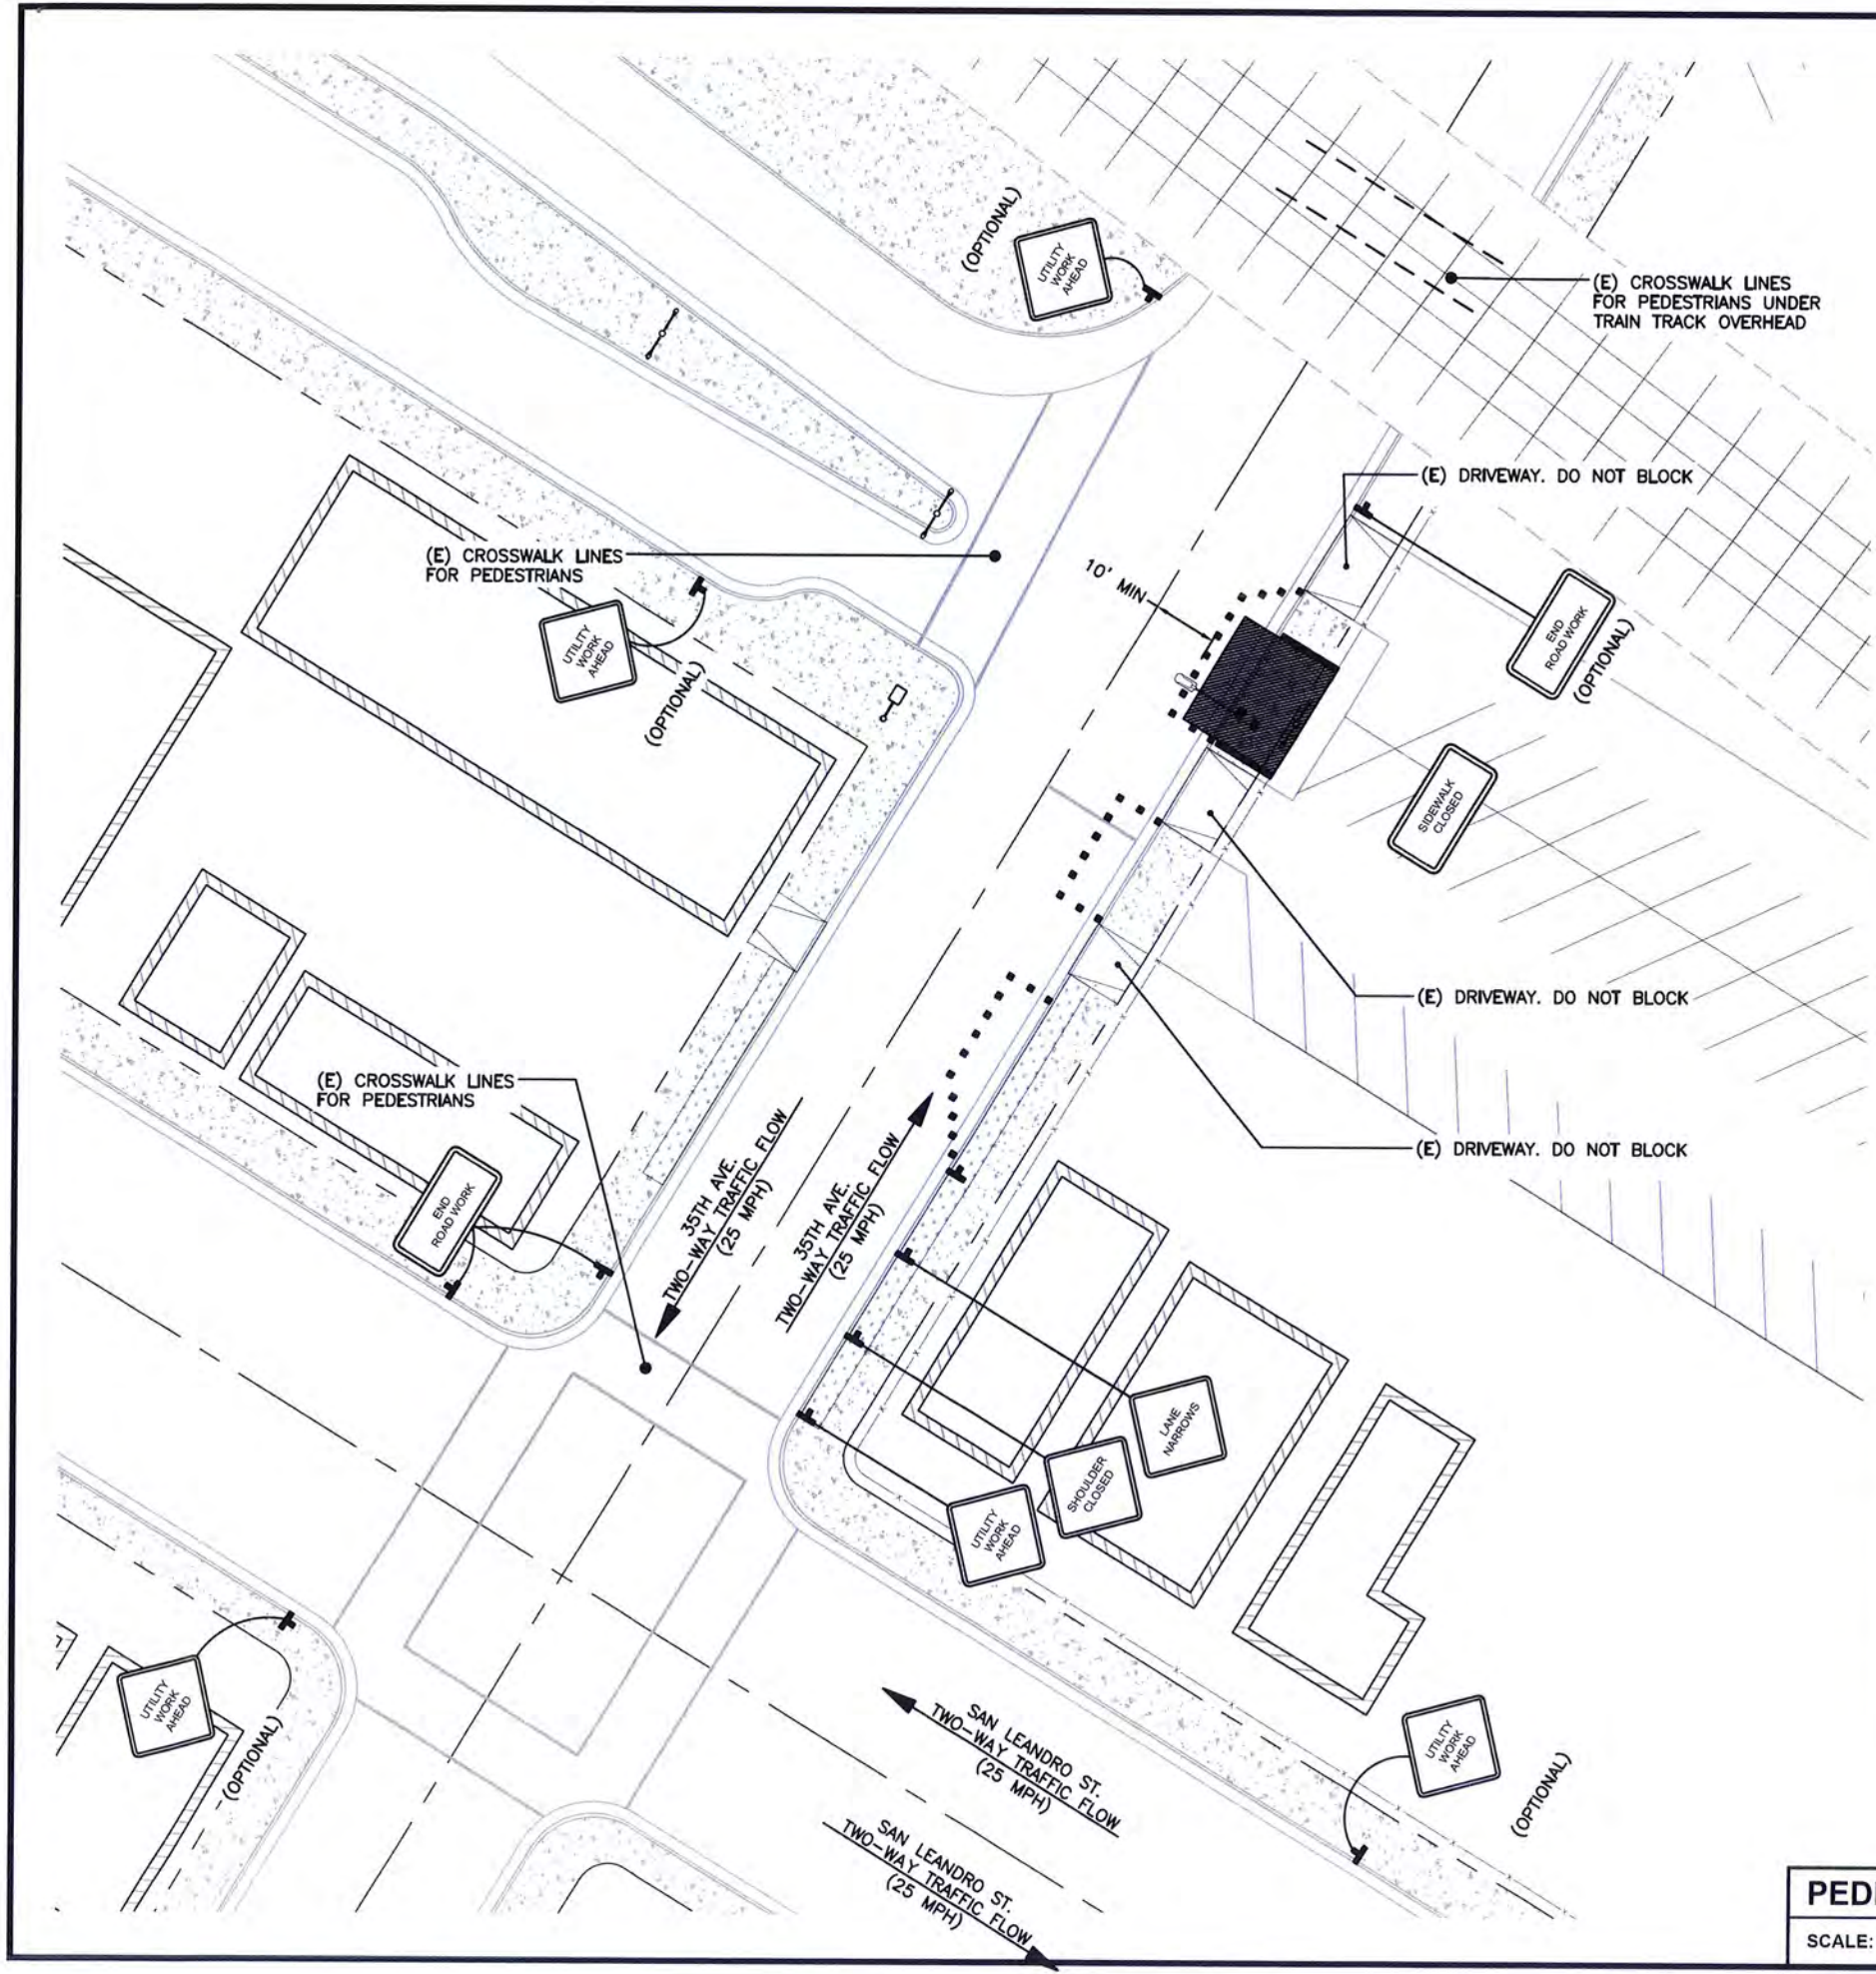 (OPTIONAL)
UTILITY
WORK
AHEAD
(E) CROSSWALK LINES
FOR PEDESTRIANS UNDER
TRAIN TRACK OVERHEAD
(E) DRIVEWAY. DO NOT BLOCK
(E) CROSSWALK LINES
FOR PEDESTRIANS
10' MIN
UTILITY
WORK
AHEAD
(OPTIONAL)
END
ROAD WORK
(OPTIONAL)
SIDEWALK
CLOSED
(E) DRIVEWAY. DO NOT BLOCK
(E) CROSSWALK LINES
FOR PEDESTRIANS
(E) DRIVEWAY. DO NOT BLOCK
END
ROAD WORK
35TH AVE.
TWO-WAY TRAFFIC FLOW
(25 MPH)
35TH AVE.
TWO-WAY TRAFFIC FLOW
(25 MPH)
LANE
NARROWS
SHOULDER
CLOSED
UTILITY
WORK
AHEAD
UTILITY
WORK
AHEAD
(OPTIONAL)
SAN LEANDRO ST.
TWO-WAY TRAFFIC FLOW
(25 MPH)
UTILITY
WORK
AHEAD
(OPTIONAL)
SAN LEANDRO ST.
TWO-WAY TRAFFIC FLOW
(25 MPH)
PED
SCALE: